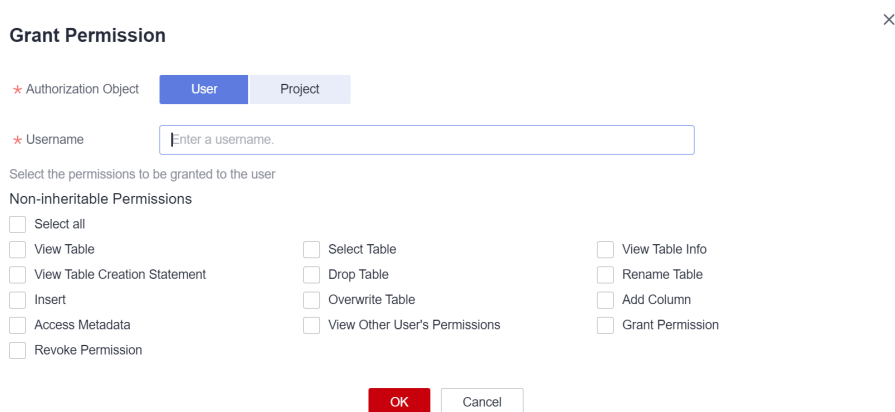 Grant Permission
* Authorization Object User Project
* Username Enter a username.
Select the permissions to be granted to the user
Non-inheritable Permissions
Select all
View Table Select Table View Table Info
View Table Creation Statement Drop Table Rename Table
Insert Overwrite Table Add Column
Access Metadata View Other User's Permissions Grant Permission
Revoke Permission
OK Cancel